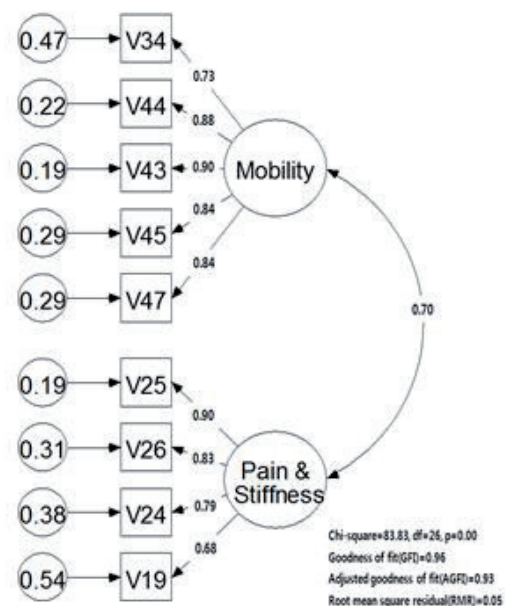 0.47 V34
0.73
0.22 V44
0.88
0.19 V43 0.90 Mobility
0.29 V45
0.84
0.29 V47
0.84
0.70
0.19 V25
0.90
0.31 V26
0.83
Pain &
Stiffness
0.38 V24
0.79
0.54 V19
0.68
Chi-square=83.83, df=26, p=0.00
Goodness of fit(GFI)=0.96
Adjusted goodness of fit(AGFI)=0.93
Root mean square residual(RMR)=0.05